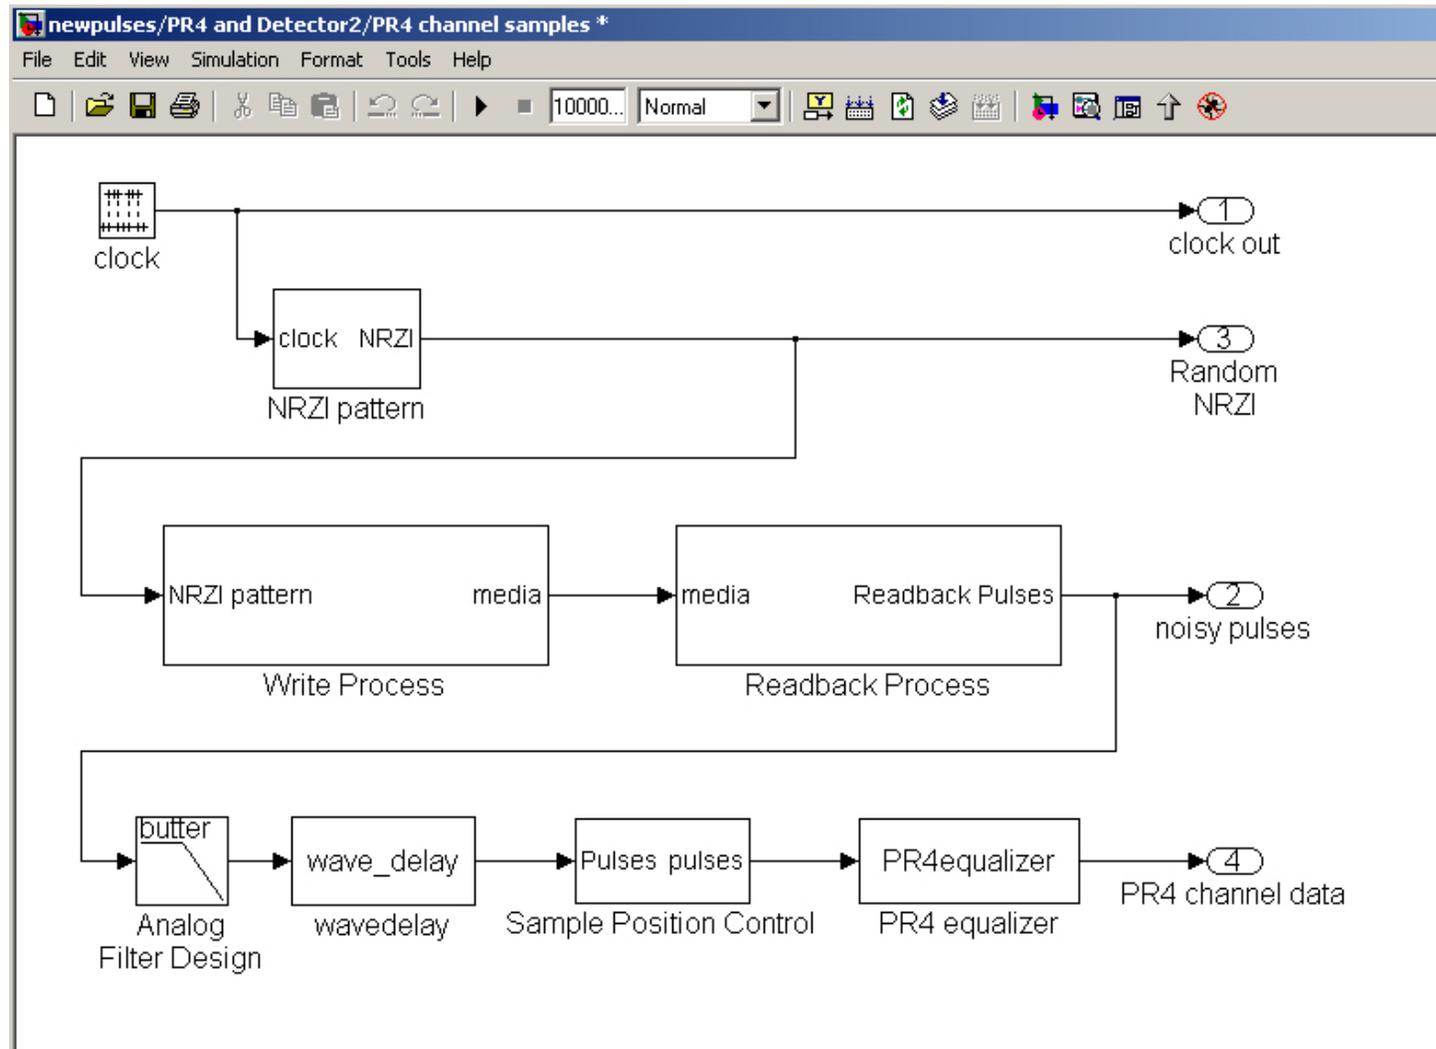 newpulses/PR4 and Detector2/PR4 channel samples *
File Edit View Simulation Format Tools Help
10000... Normal
clock
1
clock out
clock NRZI
NRZI pattern
3
Random
NRZI
NRZI pattern media
Write Process
media Readback Pulses
Readback Process
2
noisy pulses
butter
Analog
Filter Design
wave_delay
wavedelay
Pulses pulses
Sample Position Control
PR4equalizer
PR4 equalizer
4
PR4 channel data